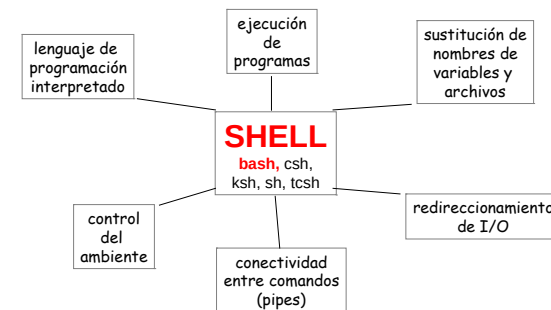 ejecución
de
programas
lenguaje de
programación
interpretado
sustitución de
nombres de
variables y
archivos
SHELL
bash, csh,
ksh, sh, tcsh
control
del
ambiente
redireccionamiento
de I/O
conectividad
entre comandos
(pipes)